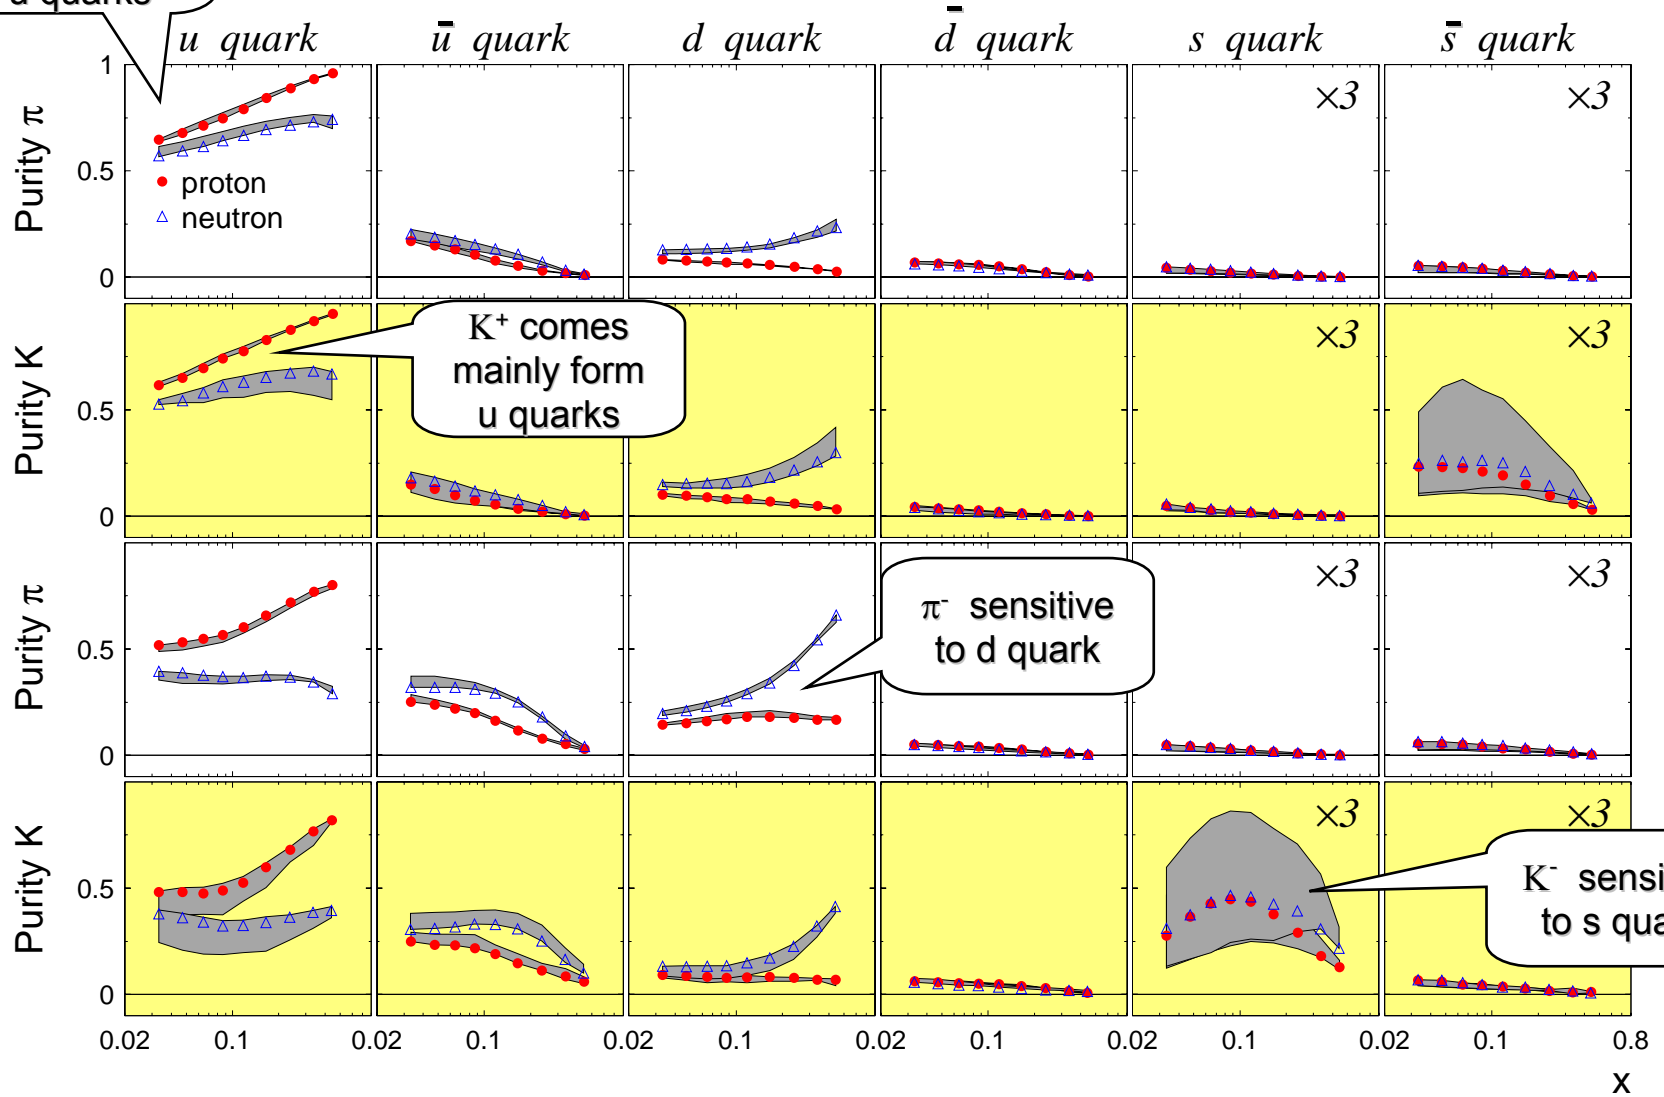 u quarks
u quark
ū quark
d quark
d̄ quark
s quark
s̄ quark
1
Purity π
×3
×3
0.5
proton
neutron
0
Purity K
K⁺ comes
mainly form
u quarks
×3
×3
0.5
0
Purity π
×3
×3
π⁻ sensitive
to d quark
0.5
0
Purity K
×3
×3
K⁻ sensi
to s qua
0.5
0
0.02 0.1 0.02 0.1 0.02 0.1 0.02 0.1 0.02 0.1 0.02 0.1 0.8
x